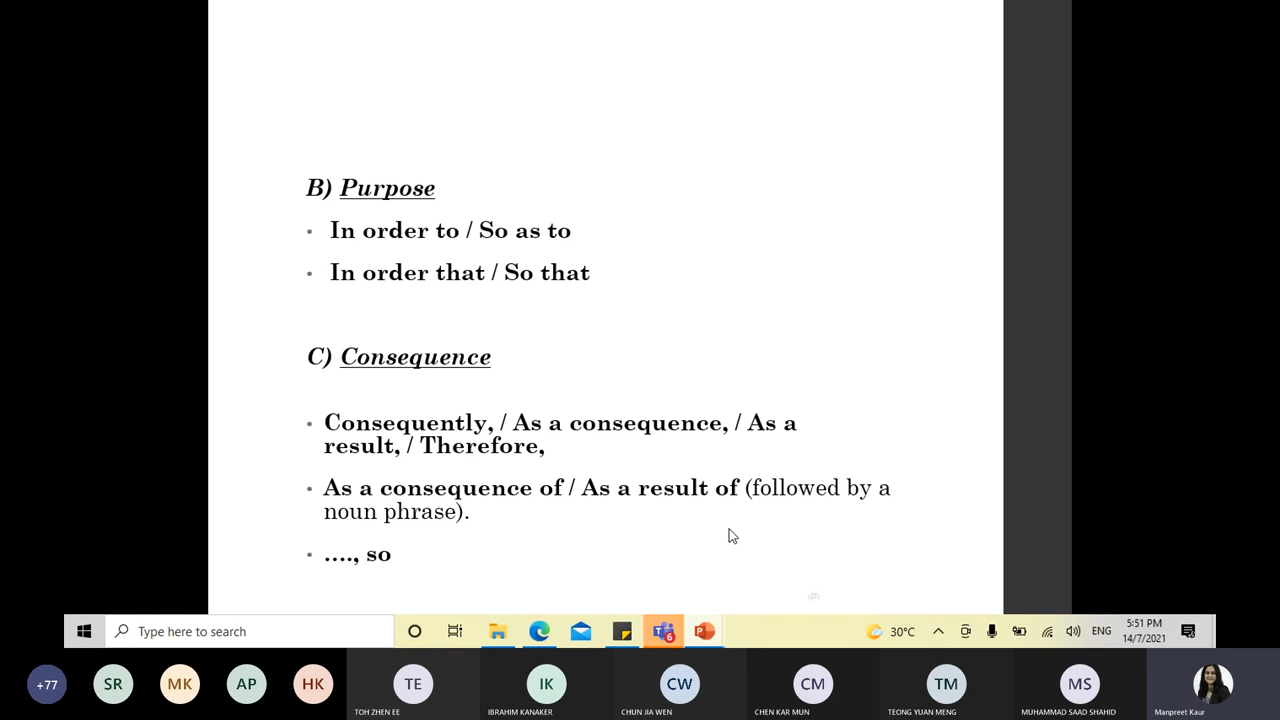 B) Purpose
• In order to / So as to
• In order that / So that
C) Consequence
• Consequently, / As a consequence, / As a
result, / Therefore,
• As a consequence of / As a result of (followed by a
noun phrase).
• …., so
Type here to search
6
30°C
ENG
5:51 PM
14/7/2021
+77
SR
MK
AP
HK
TE
IK
CW
CM
TM
MS
TOH ZHEN EE
IBRAHIM KANAKER
CHUN JIA WEN
CHEN KAR MUN
TEONG YUAN MENG
MUHAMMAD SAAD SHAHID
Manpreet Kaur